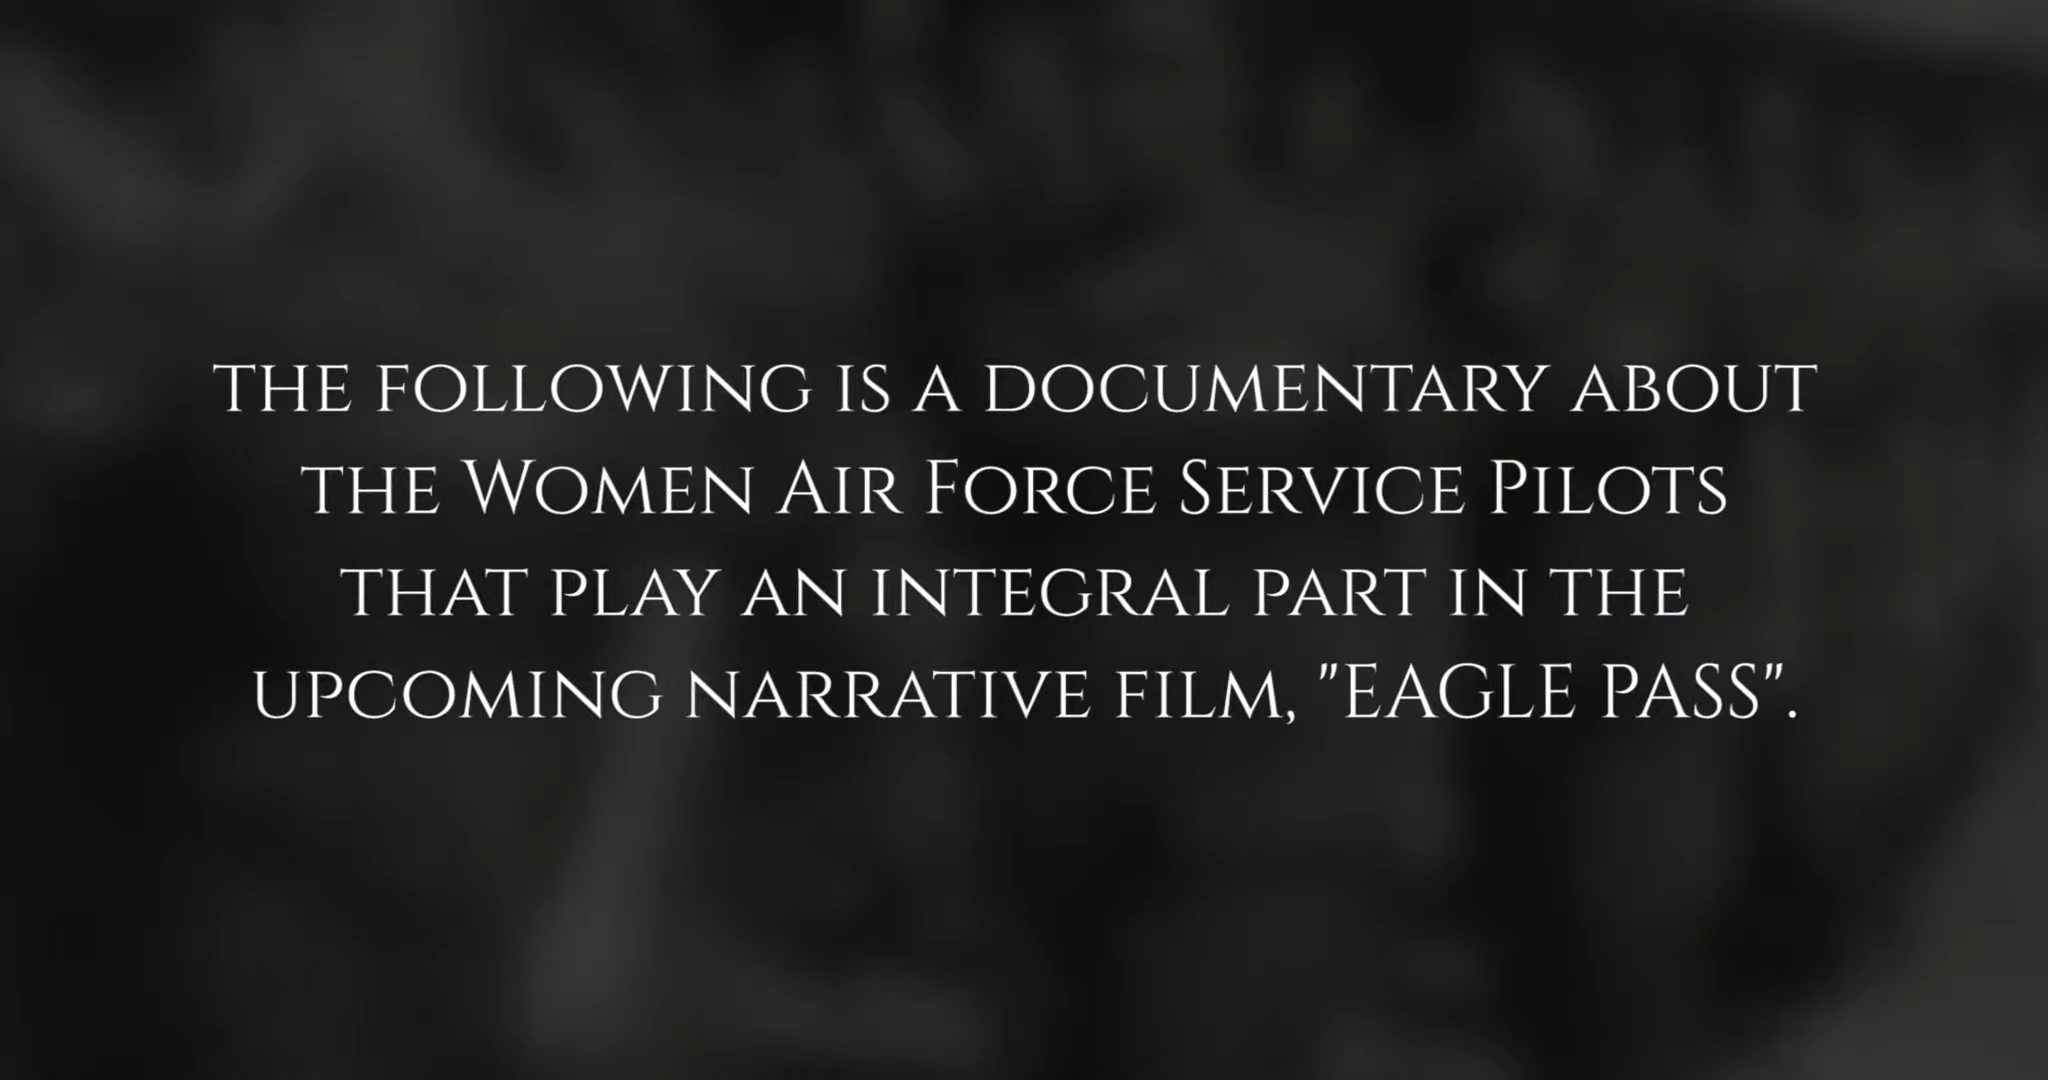 the following is a documentary about
the Women Air Force Service Pilots
that play an integral part in the
upcoming narrative film, "EAGLE PASS".